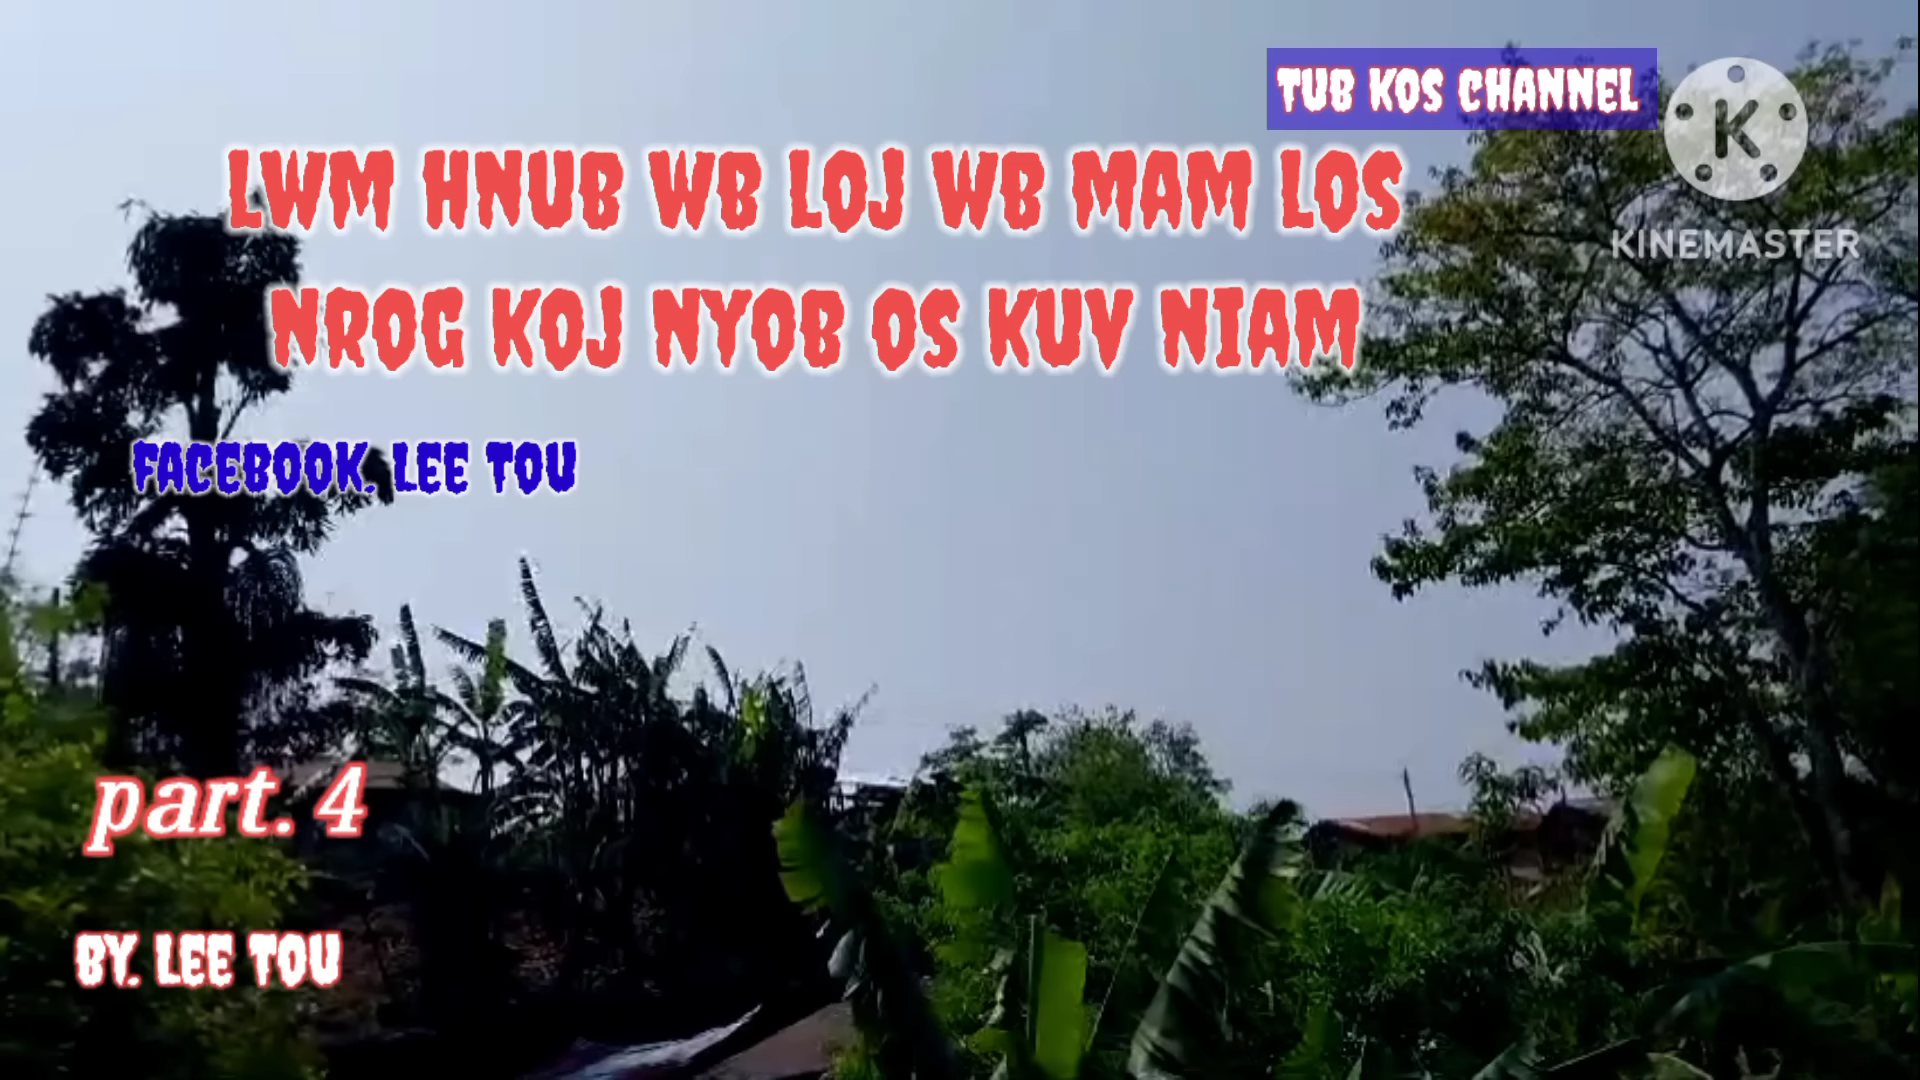 TUB KOS CHANNEL
K
KINEMASTER
LWM HNUB WB LOJ WB MAM LOS
NROG KOJ NYOB OS KUV NIAM
FACEBOOK. LEE TOU
part. 4
BY. LEE TOU